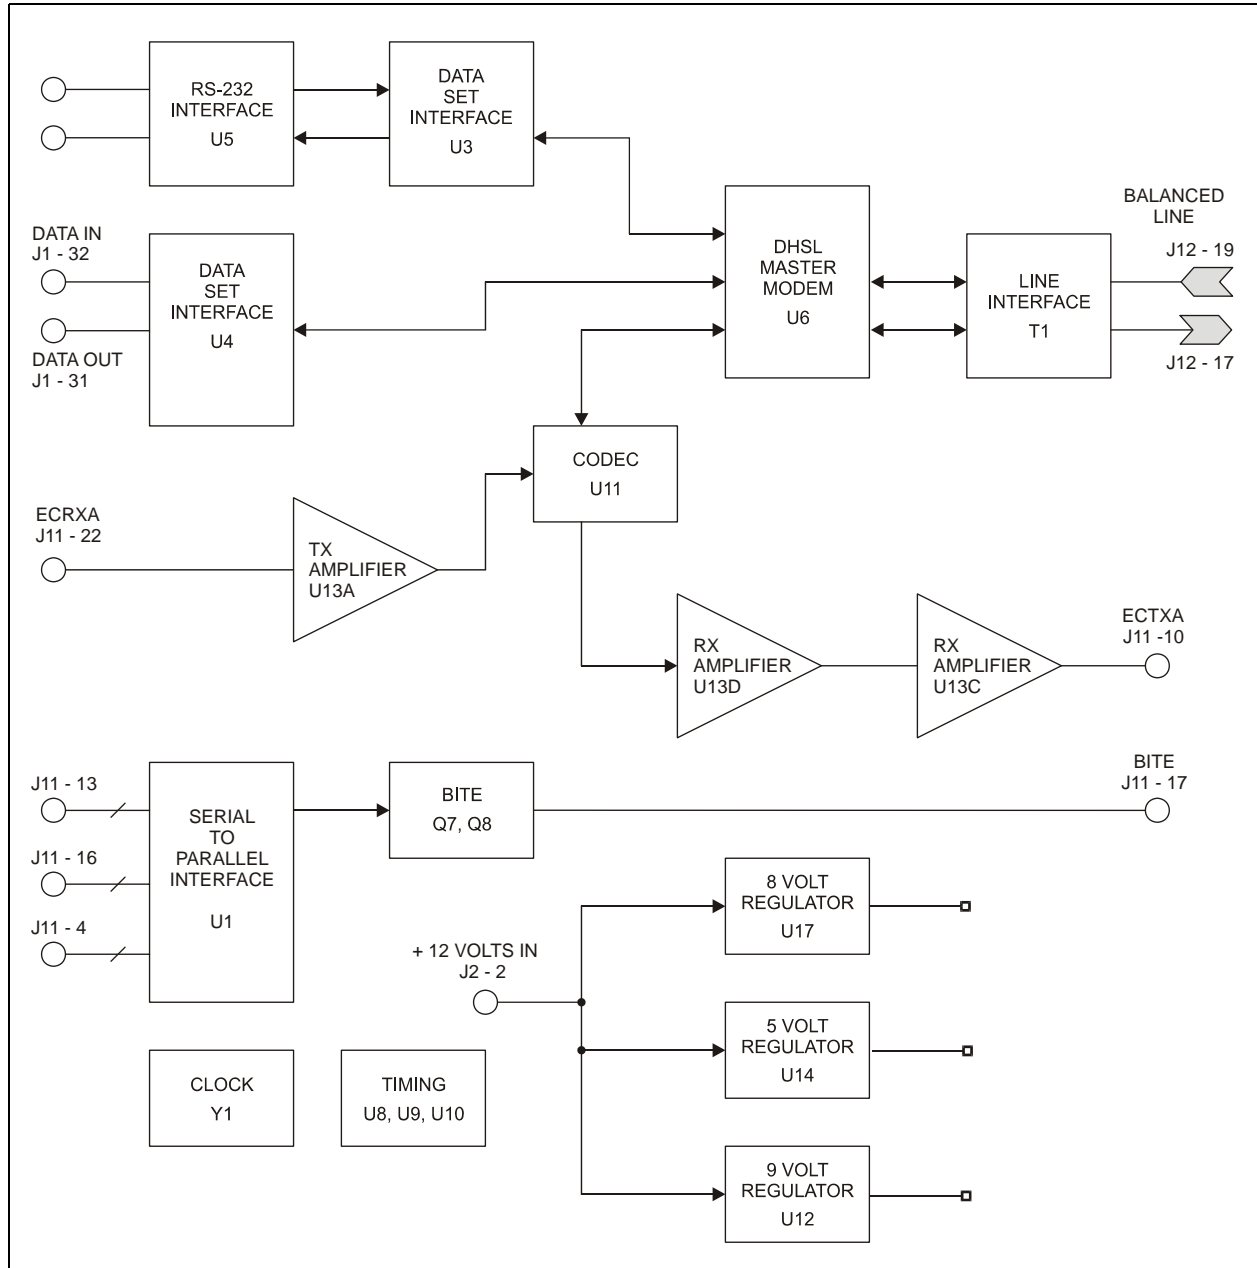 RS-232
INTERFACE
U5
DATA
SET
INTERFACE
U3
DATA IN
J1 - 32
DATA OUT
J1 - 31
DATA
SET
INTERFACE
U4
DHSL
MASTER
MODEM
U6
LINE
INTERFACE
T1
BALANCED
LINE
J12 - 19
J12 - 17
CODEC
U11
ECRXA
J11 - 22
TX
AMPLIFIER
U13A
RX
AMPLIFIER
U13D
RX
AMPLIFIER
U13C
ECTXA
J11 -10
J11 - 13
J11 - 16
J11 - 4
SERIAL
TO
PARALLEL
INTERFACE
U1
BITE
Q7, Q8
BITE
J11 - 17
+ 12 VOLTS IN
J2 - 2
8 VOLT
REGULATOR
U17
5 VOLT
REGULATOR
U14
9 VOLT
REGULATOR
U12
CLOCK
Y1
TIMING
U8, U9, U10